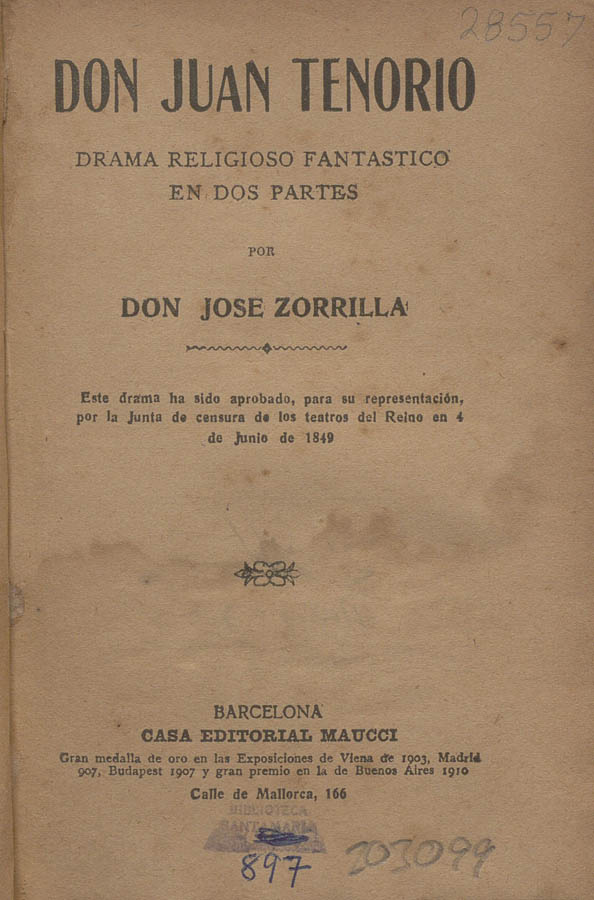 28557
DON JUAN TENORIO
DRAMA RELIGIOSO FANTASTICO
EN DOS PARTES
POR
DON JOSE ZORRILLA
Este drama ha sido aprobado, para su representación,
por la Junta de censura de los teatros del Reino en 4
de Junio de 1849
BARCELONA
CASA EDITORIAL MAUCCI
Gran medalla de oro en las Exposiciones de Viena de 1903, Madrid
907, Budapest 1907 y gran premio en la de Buenos Aires 1910
Calle de Mallorca, 166
BIBLIOTECA
SANTAMARIA
897
203099